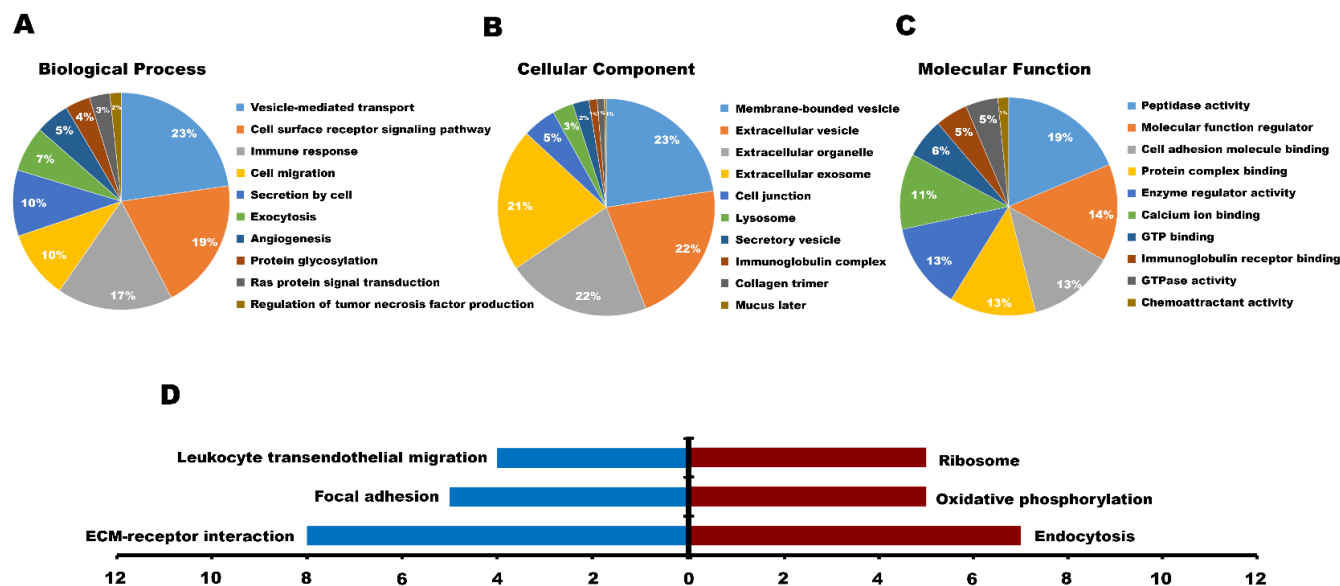 A
Biological Process
23%
19%
17%
10%
10%
7%
5%
4%
3%
2%
Vesicle-mediated transport
Cell surface receptor signaling pathway
Immune response
Cell migration
Secretion by cell
Exocytosis
Angiogenesis
Protein glycosylation
Ras protein signal transduction
Regulation of tumor necrosis factor production
B
Cellular Component
23%
22%
22%
21%
5%
3%
2%
1%
1%
Membrane-bounded vesicle
Extracellular vesicle
Extracellular organelle
Extracellular exosome
Cell junction
Lysosome
Secretory vesicle
Immunoglobulin complex
Collagen trimer
Mucus later
C
Molecular Function
19%
14%
13%
13%
13%
11%
6%
5%
5%
1%
Peptidase activity
Molecular function regulator
Cell adhesion molecule binding
Protein complex binding
Enzyme regulator activity
Calcium ion binding
GTP binding
Immunoglobulin receptor binding
GTPase activity
Chemoattractant activity
D
Leukocyte transendothelial migration
Ribosome
Focal adhesion
Oxidative phosphorylation
ECM-receptor interaction
Endocytosis
12 10 8 6 4 2 0 2 4 6 8 10 12